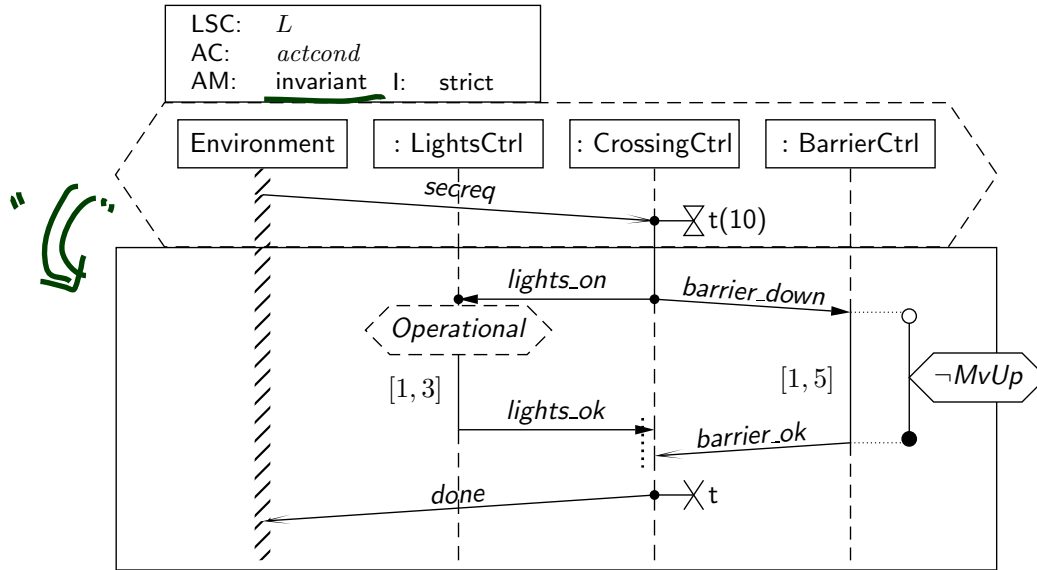 LSC: L
AC: actcond
AM: invariant I: strict
Environment : LightsCtrl : CrossingCtrl : BarrierCtrl
secreq
t(10)
lights_on barrier_down
Operational
[1, 3] [1, 5] ¬MvUp
lights_ok barrier_ok
done t